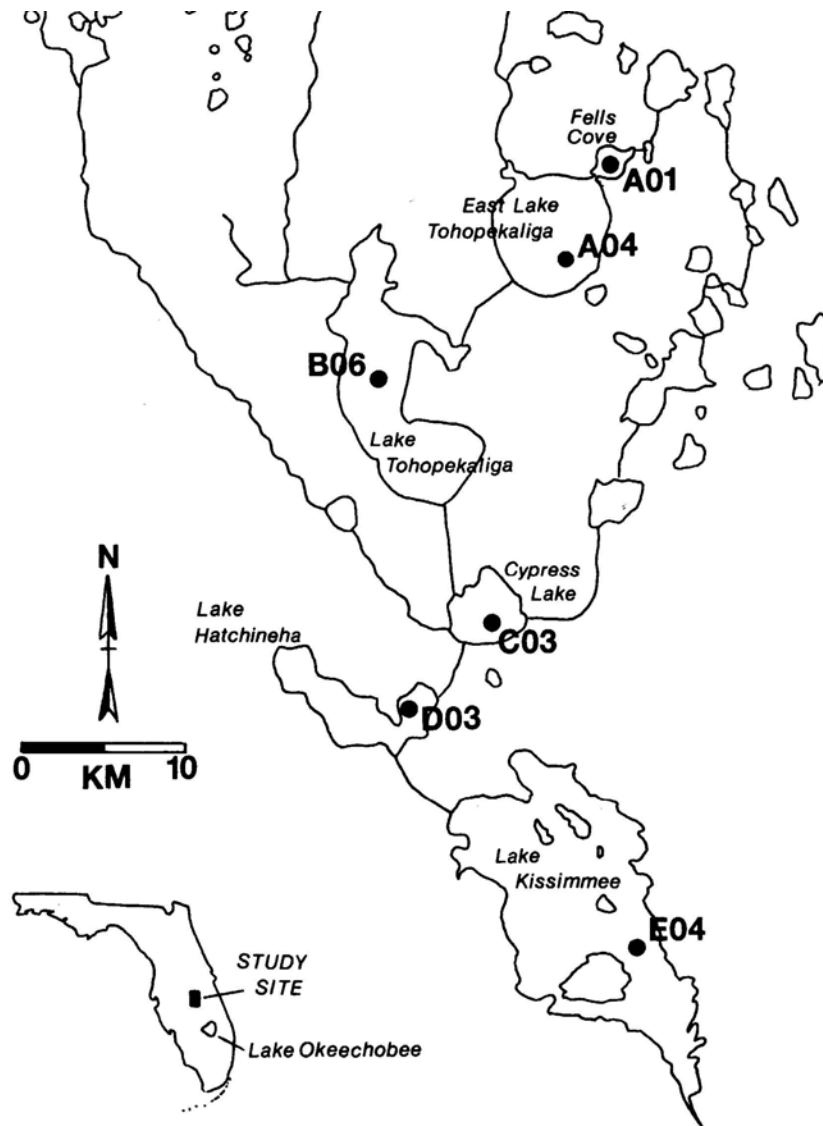 Fells
Cove
A01
East Lake
Tohopekaliga
A04
B06
Lake
Tohopekaliga
N
Cypress
Lake
Lake
Hatchineha
C03
D03
0 10
KM
Lake
Kissimmee
E04
STUDY
SITE
Lake Okeechobee